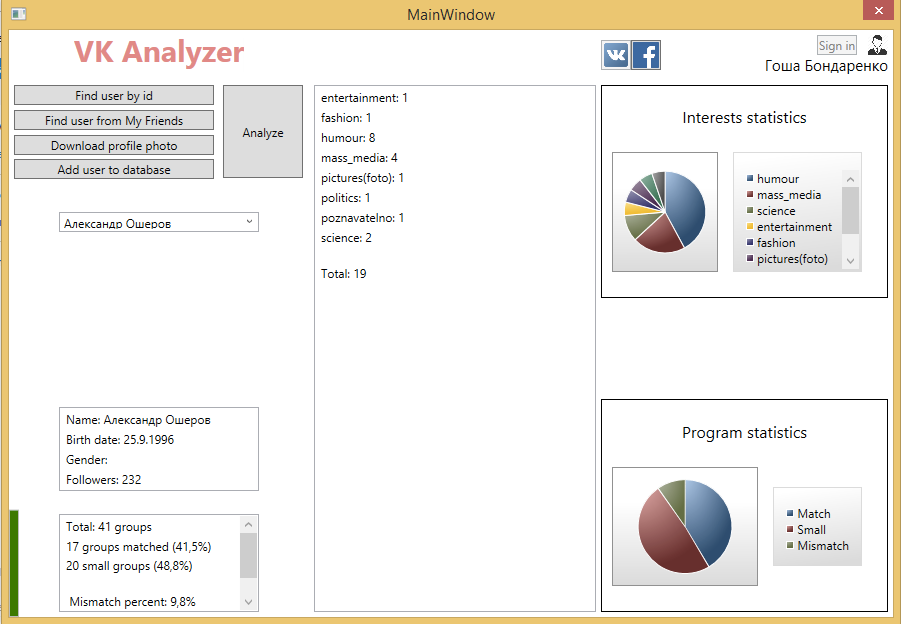 MainWindow
VK Analyzer
Sign in
Гоша Бондаренко
Find user by id
Find user from My Friends
Download profile photo
Add user to database
Analyze
Александр Ошеров
entertainment: 1
fashion: 1
humour: 8
mass_media: 4
pictures(foto): 1
politics: 1
poznavatelno: 1
science: 2
Total: 19
Interests statistics
humour
mass_media
science
entertainment
fashion
pictures(foto)
Name: Александр Ошеров
Birth date: 25.9.1996
Gender:
Followers: 232
Total: 41 groups
17 groups matched (41,5%)
20 small groups (48,8%)
Mismatch percent: 9,8%
Program statistics
Match
Small
Mismatch